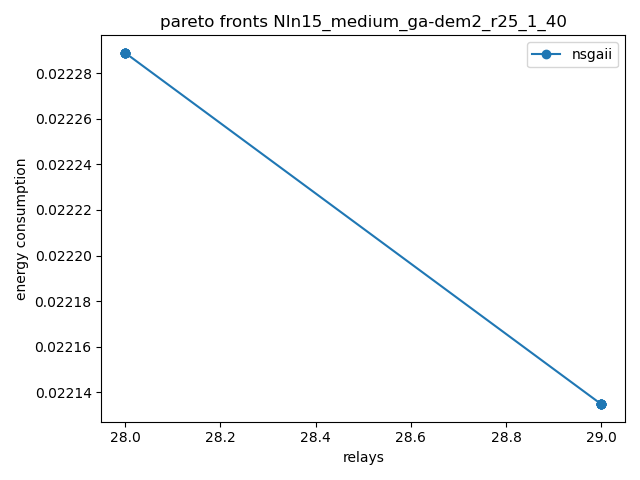 pareto fronts NIn15_medium_ga-dem2_r25_1_40
nsgaii
0.02228
0.02226
0.02224
0.02222
0.02220
0.02218
0.02216
0.02214
energy consumption
28.0 28.2 28.4 28.6 28.8 29.0
relays